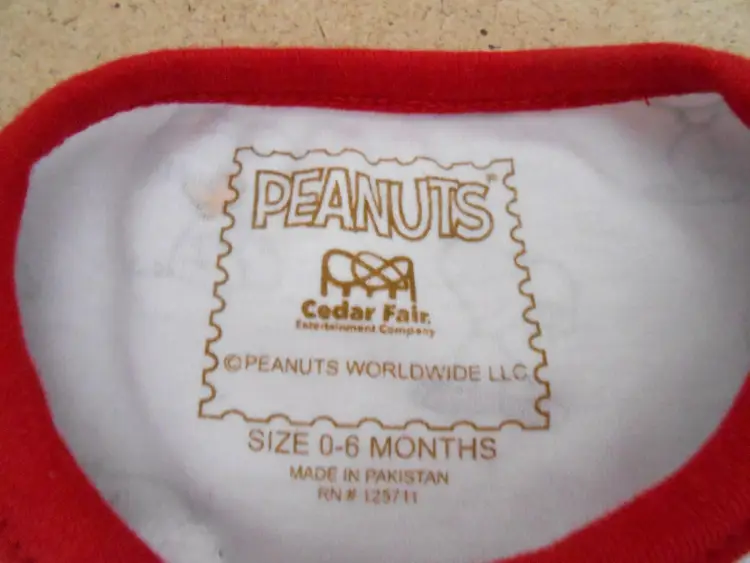 PEANUTS®
Cedar Fair.
Entertainment Company
©PEANUTS WORLDWIDE LLC
SIZE 0-6 MONTHS
MADE IN PAKISTAN
RN# 125711